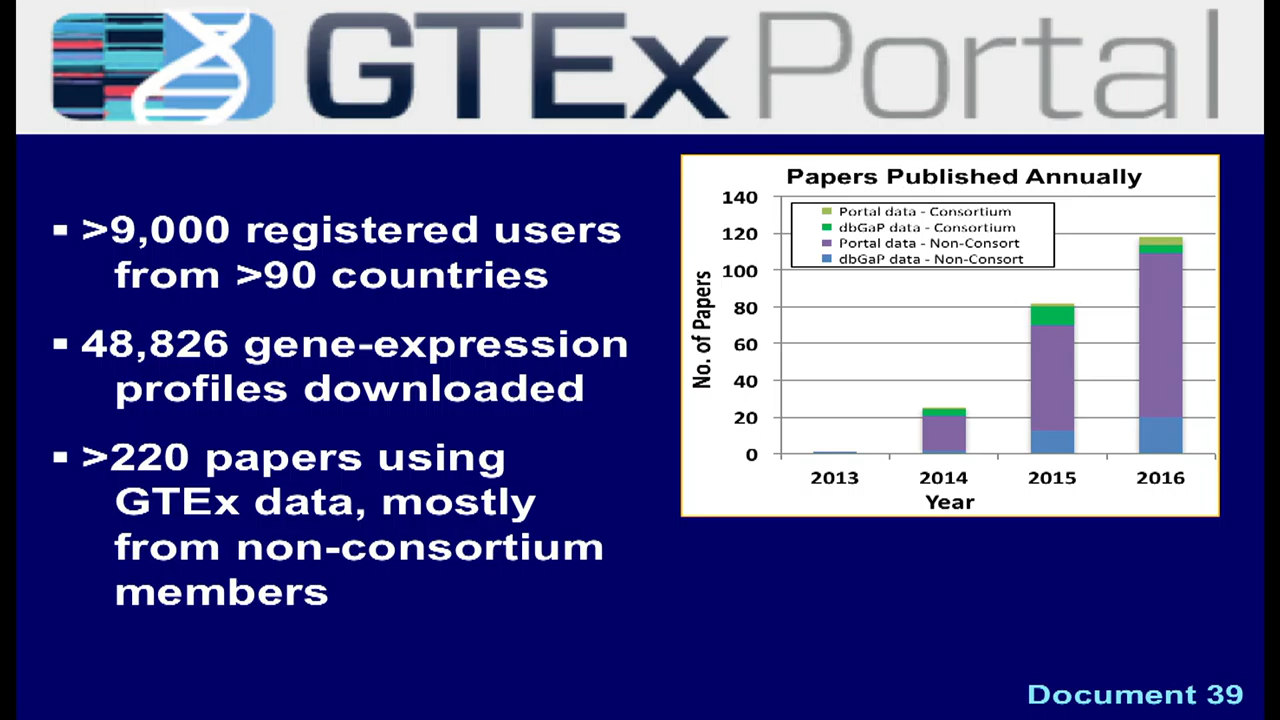 GTEx Portal
▪ >9,000 registered users
from >90 countries
▪ 48,826 gene-expression
profiles downloaded
▪ >220 papers using
GTEx data, mostly
from non-consortium
members
Papers Published Annually
No. of Papers
140
120
100
80
60
40
20
0
Portal data - Consortium
dbGaP data - Consortium
Portal data - Non-Consort
dbGaP data - Non-Consort
2013 2014 2015 2016
Year
Document 39